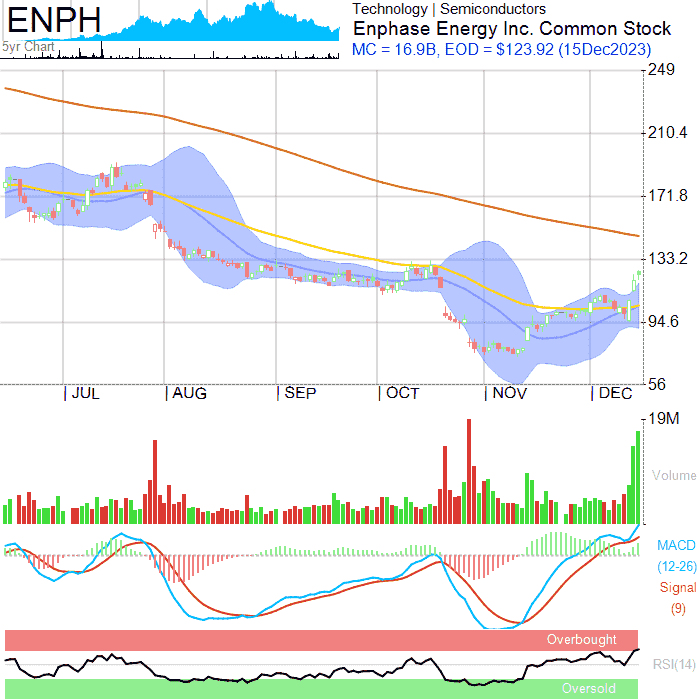 ENPH
5yr Chart
Technology | Semiconductors
Enphase Energy Inc. Common Stock
MC = 16.9B, EOD = $123.92 (15Dec2023)
249
210.4
171.8
133.2
94.6
56
| JUL | AUG | SEP | OCT | NOV | DEC
19M
Volume
MACD
(12-26)
Signal
(9)
Overbought
RSI(14)
Oversold